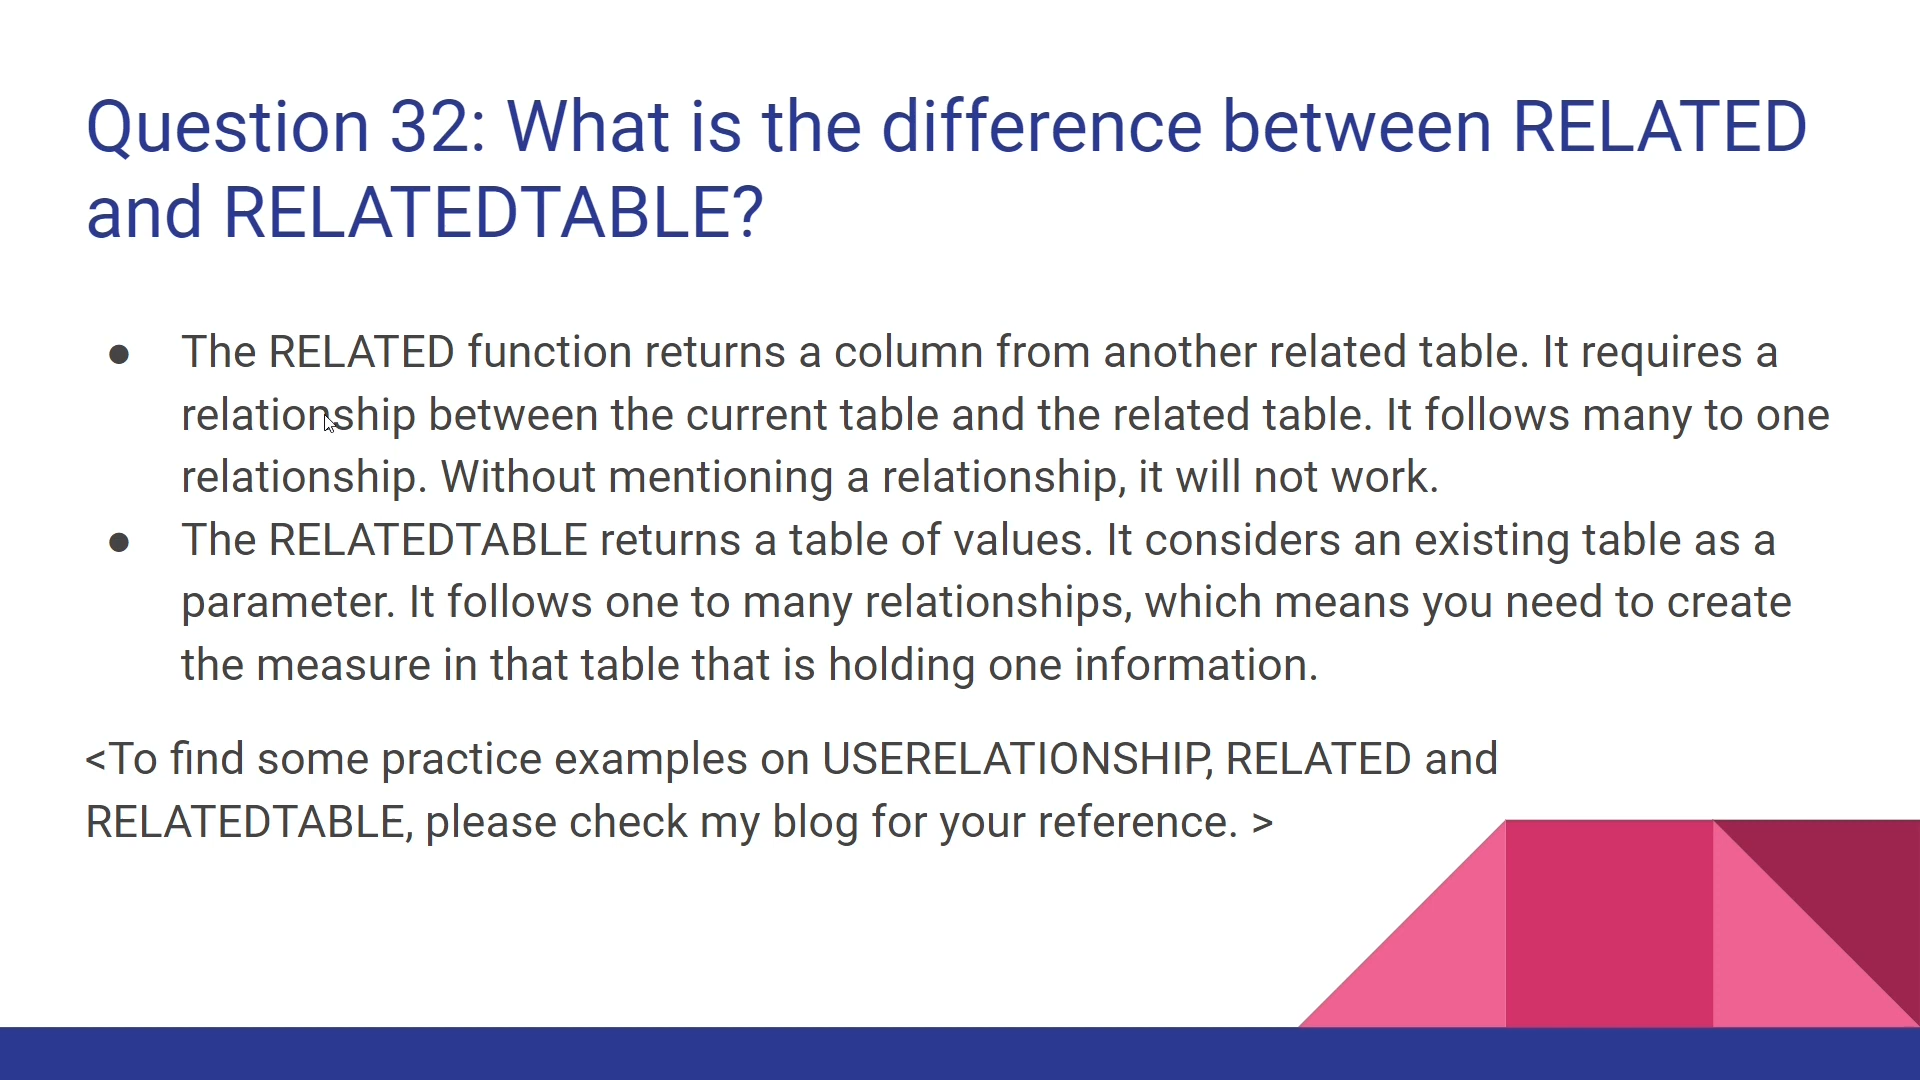 Question 32: What is the difference between RELATED
and RELATEDTABLE?
● The RELATED function returns a column from another related table. It requires a
relationship between the current table and the related table. It follows many to one
relationship. Without mentioning a relationship, it will not work.
● The RELATEDTABLE returns a table of values. It considers an existing table as a
parameter. It follows one to many relationships, which means you need to create
the measure in that table that is holding one information.
<To find some practice examples on USERELATIONSHIP, RELATED and
RELATEDTABLE, please check my blog for your reference. >